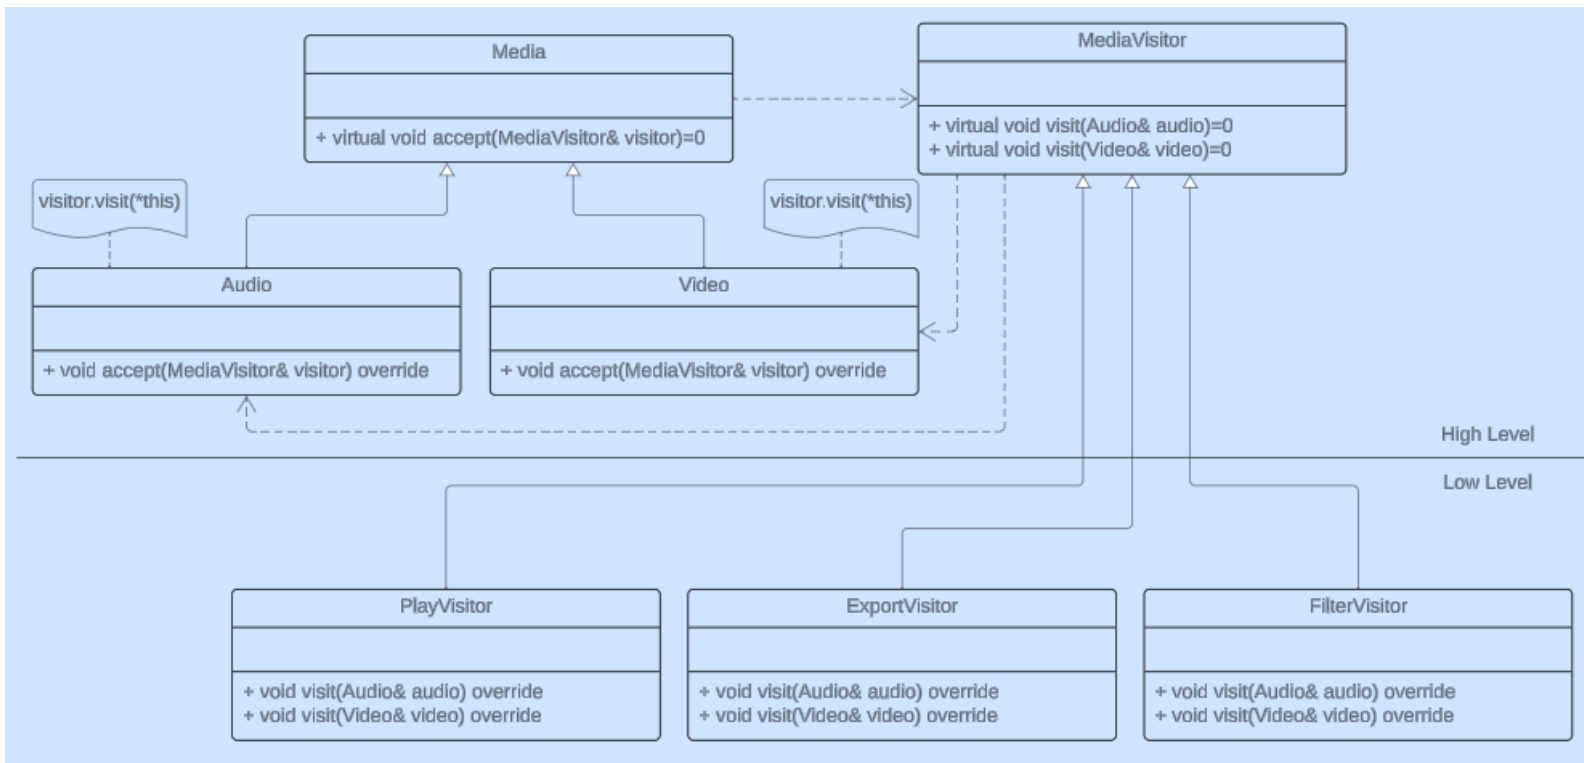 Media
+ virtual void accept(MediaVisitor& visitor)=0
MediaVisitor
+ virtual void visit(Audio& audio)=0
+ virtual void visit(Video& video)=0
visitor.visit(*this)
visitor.visit(*this)
Audio
+ void accept(MediaVisitor& visitor) override
Video
+ void accept(MediaVisitor& visitor) override
High Level
Low Level
PlayVisitor
+ void visit(Audio& audio) override
+ void visit(Video& video) override
ExportVisitor
+ void visit(Audio& audio) override
+ void visit(Video& video) override
FilterVisitor
+ void visit(Audio& audio) override
+ void visit(Video& video) override